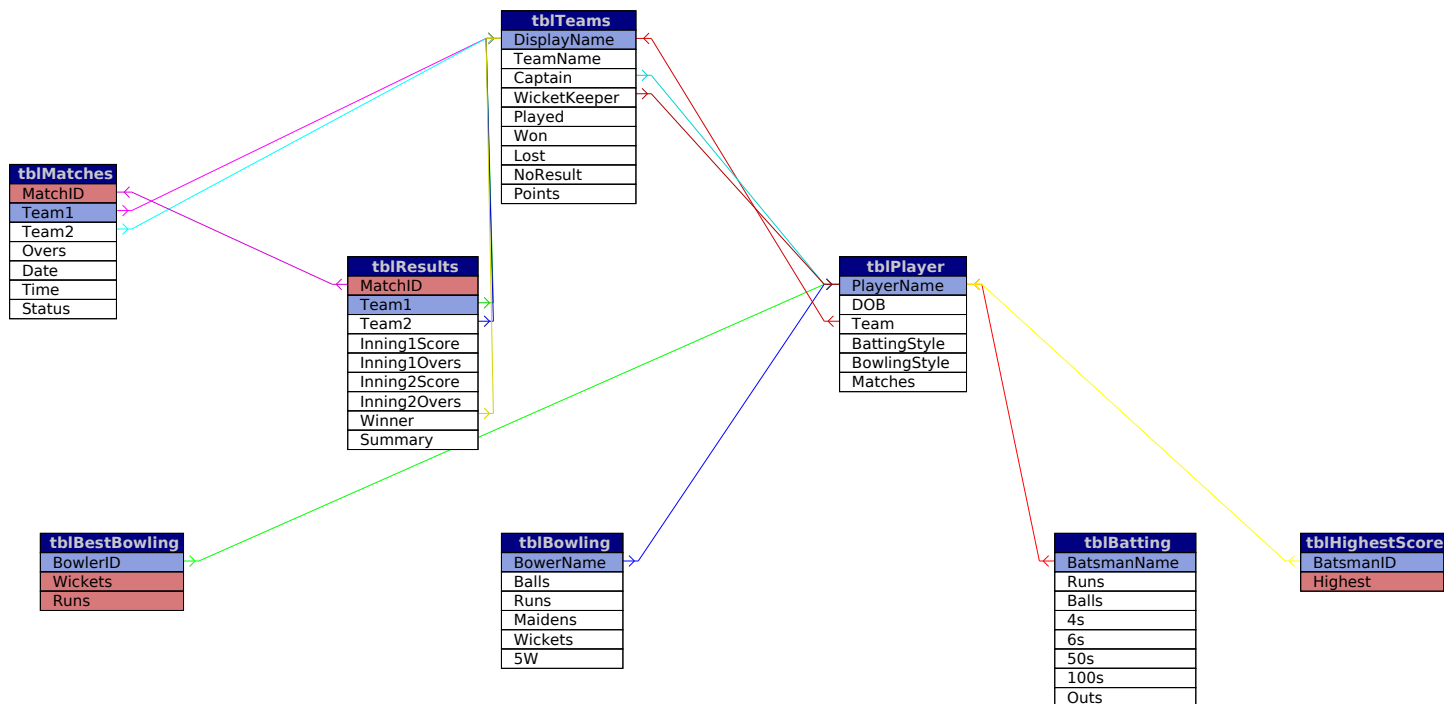 tblTeams
DisplayName
TeamName
Captain
WicketKeeper
Played
Won
Lost
NoResult
Points
tblMatches
MatchID
Team1
Team2
Overs
Date
Time
Status
tblResults
MatchID
Team1
Team2
Inning1Score
Inning1Overs
Inning2Score
Inning2Overs
Winner
Summary
tblPlayer
PlayerName
DOB
Team
BattingStyle
BowlingStyle
Matches
tblBestBowling
BowlerID
Wickets
Runs
tblBowling
BowerName
Balls
Runs
Maidens
Wickets
5W
tblBatting
BatsmanName
Runs
Balls
4s
6s
50s
100s
Outs
tblHighestScore
BatsmanID
Highest